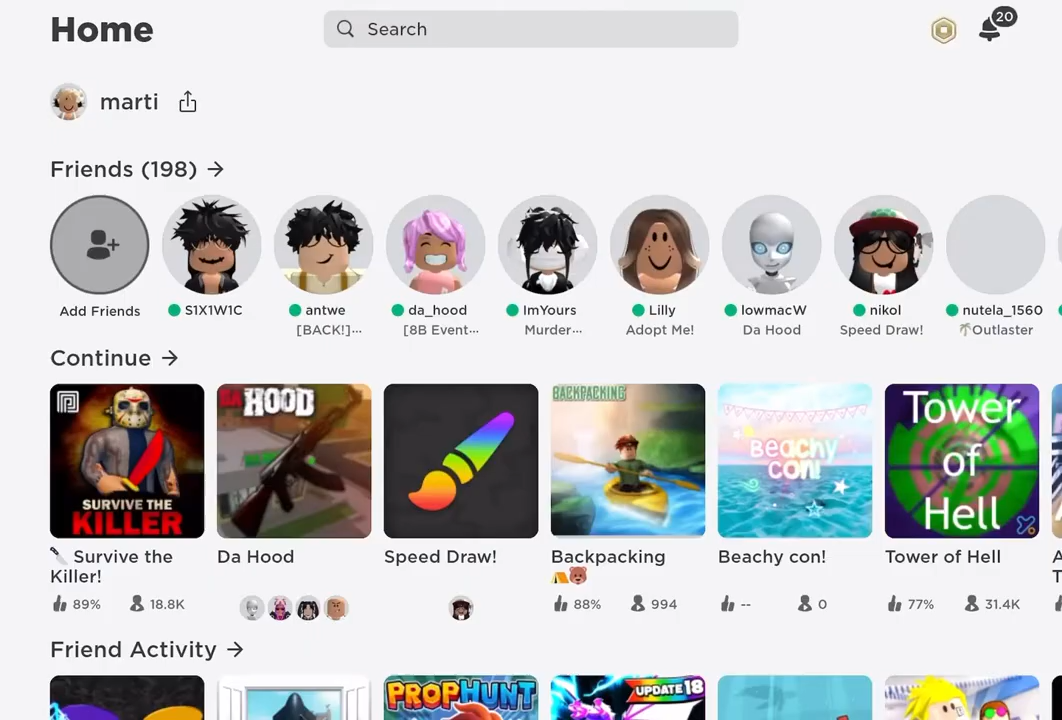 Home
Search
20
marti
Friends (198) →
Add Friends
S1X1W1C
antwe
[BACK!]...
da_hood
[8B Event...
ImYours
Murder...
Lilly
Adopt Me!
lowmacW
Da Hood
nikol
Speed Draw!
nutela_1560
🌴Outlaster
Continue →
SURVIVE THE
KILLER
DA HOOD
BACKPACKING
Beachy
con!
Tower
of
Hell
🔪 Survive the
Killer!
Da Hood
Speed Draw!
Backpacking
🏕️🐻
Beachy con!
Tower of Hell
A
T
89%
18.8K
88%
994
--
0
77%
31.4K
Friend Activity →
PROP HUNT
UPDATE 18